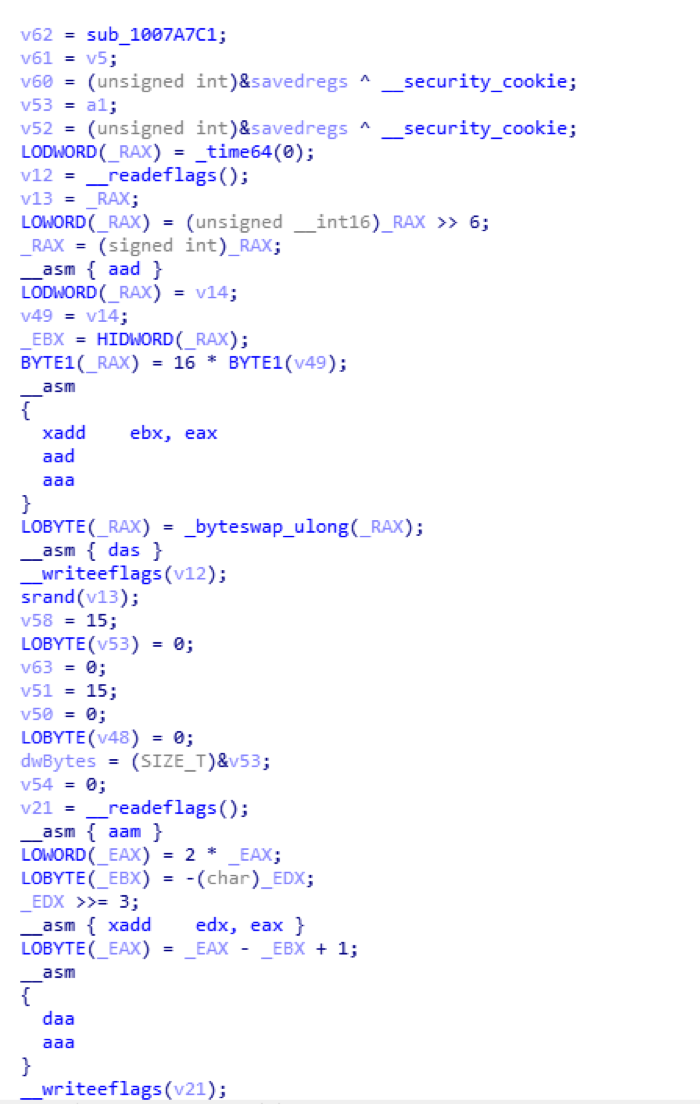 v62 = sub_1007A7C1;
v61 = v5;
v60 = (unsigned int)&savedregs ^ __security_cookie;
v53 = a1;
v52 = (unsigned int)&savedregs ^ __security_cookie;
LODWORD(_RAX) = _time64(0);
v12 = __readeflags();
v13 = _RAX;
LOWORD(_RAX) = (unsigned __int16)_RAX >> 6;
_RAX = (signed int)_RAX;
__asm { aad }
LODWORD(_RAX) = v14;
v49 = v14;
_EBX = HIDWORD(_RAX);
BYTE1(_RAX) = 16 * BYTE1(v49);
__asm
{
  xadd    ebx, eax
  aad
  aaa
}
LOBYTE(_RAX) = _byteswap_ulong(_RAX);
__asm { das }
__writeeflags(v12);
srand(v13);
v58 = 15;
LOBYTE(v53) = 0;
v63 = 0;
v51 = 15;
v50 = 0;
LOBYTE(v48) = 0;
dwBytes = (SIZE_T)&v53;
v54 = 0;
v21 = __readeflags();
__asm { aam }
LOWORD(_EAX) = 2 * _EAX;
LOBYTE(_EBX) = -(char)_EDX;
_EDX >>= 3;
__asm { xadd    edx, eax }
LOBYTE(_EAX) = _EAX - _EBX + 1;
__asm
{
  daa
  aaa
}
__writeeflags(v21);